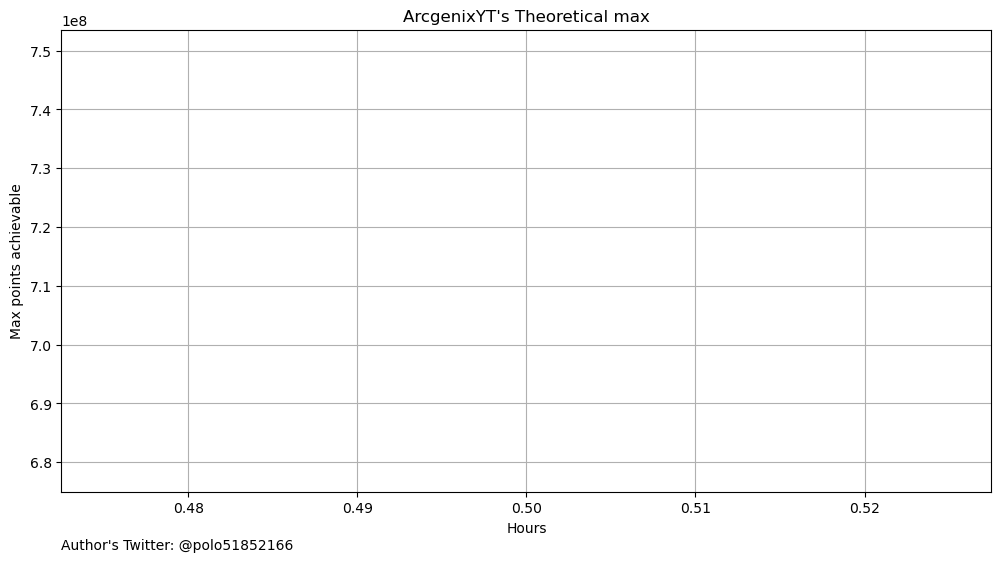 ArcgenixYT's Theoretical max
1e8
7.5
7.4
7.3
7.2
7.1
7.0
6.9
6.8
Max points achievable
0.48 0.49 0.50 0.51 0.52
Hours
Author's Twitter: @polo51852166